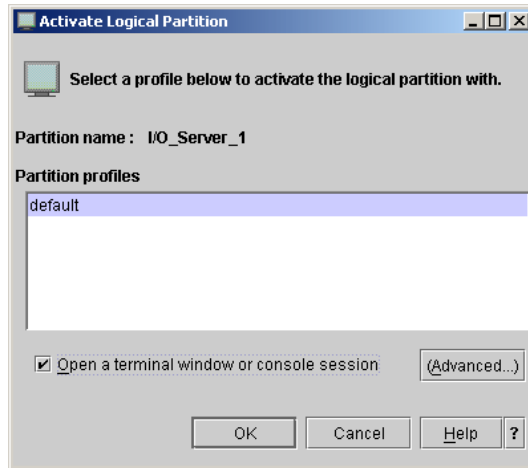 Activate Logical Partition
Select a profile below to activate the logical partition with.
Partition name : I/O_Server_1
Partition profiles
default
Open a terminal window or console session
(Advanced...)
OK
Cancel
Help
?